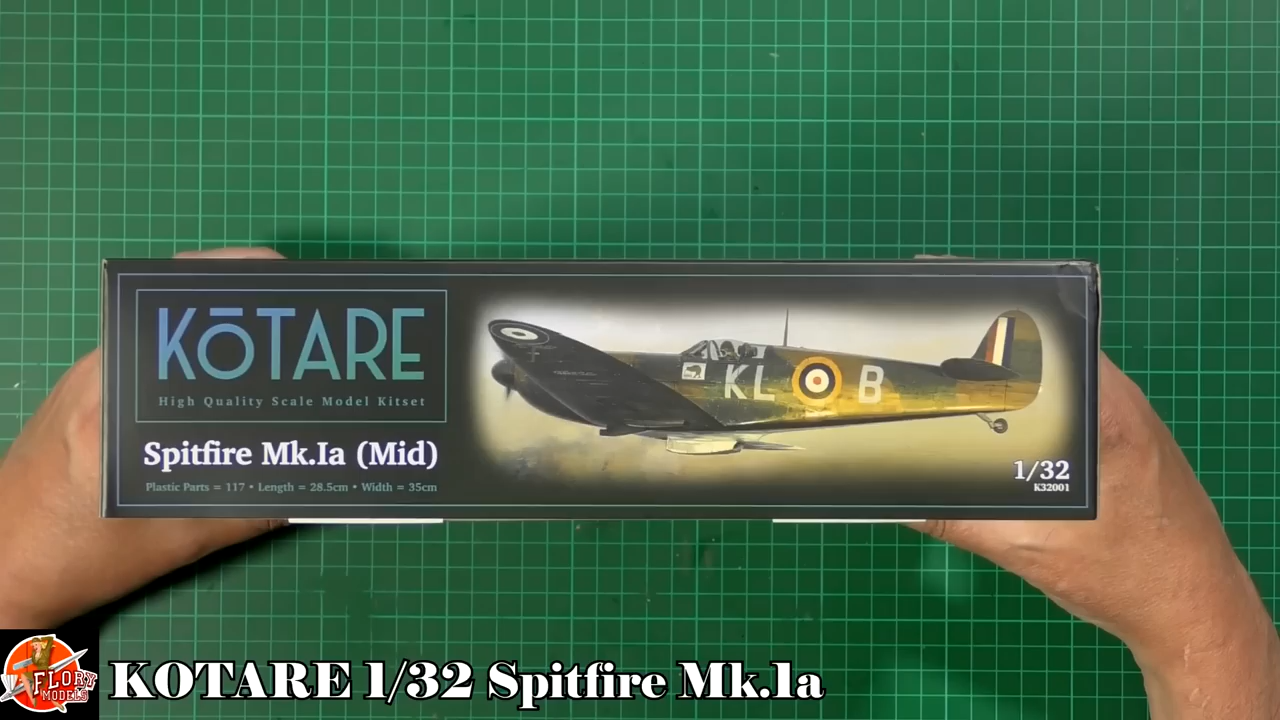 KōTARE
High Quality Scale Model Kitset
Spitfire Mk.Ia (Mid)
Plastic Parts = 117 • Length = 28.5cm • Width = 35cm
KL B
1/32
K32001
FLORY
MODELS
KOTARE 1/32 Spitfire Mk.1a